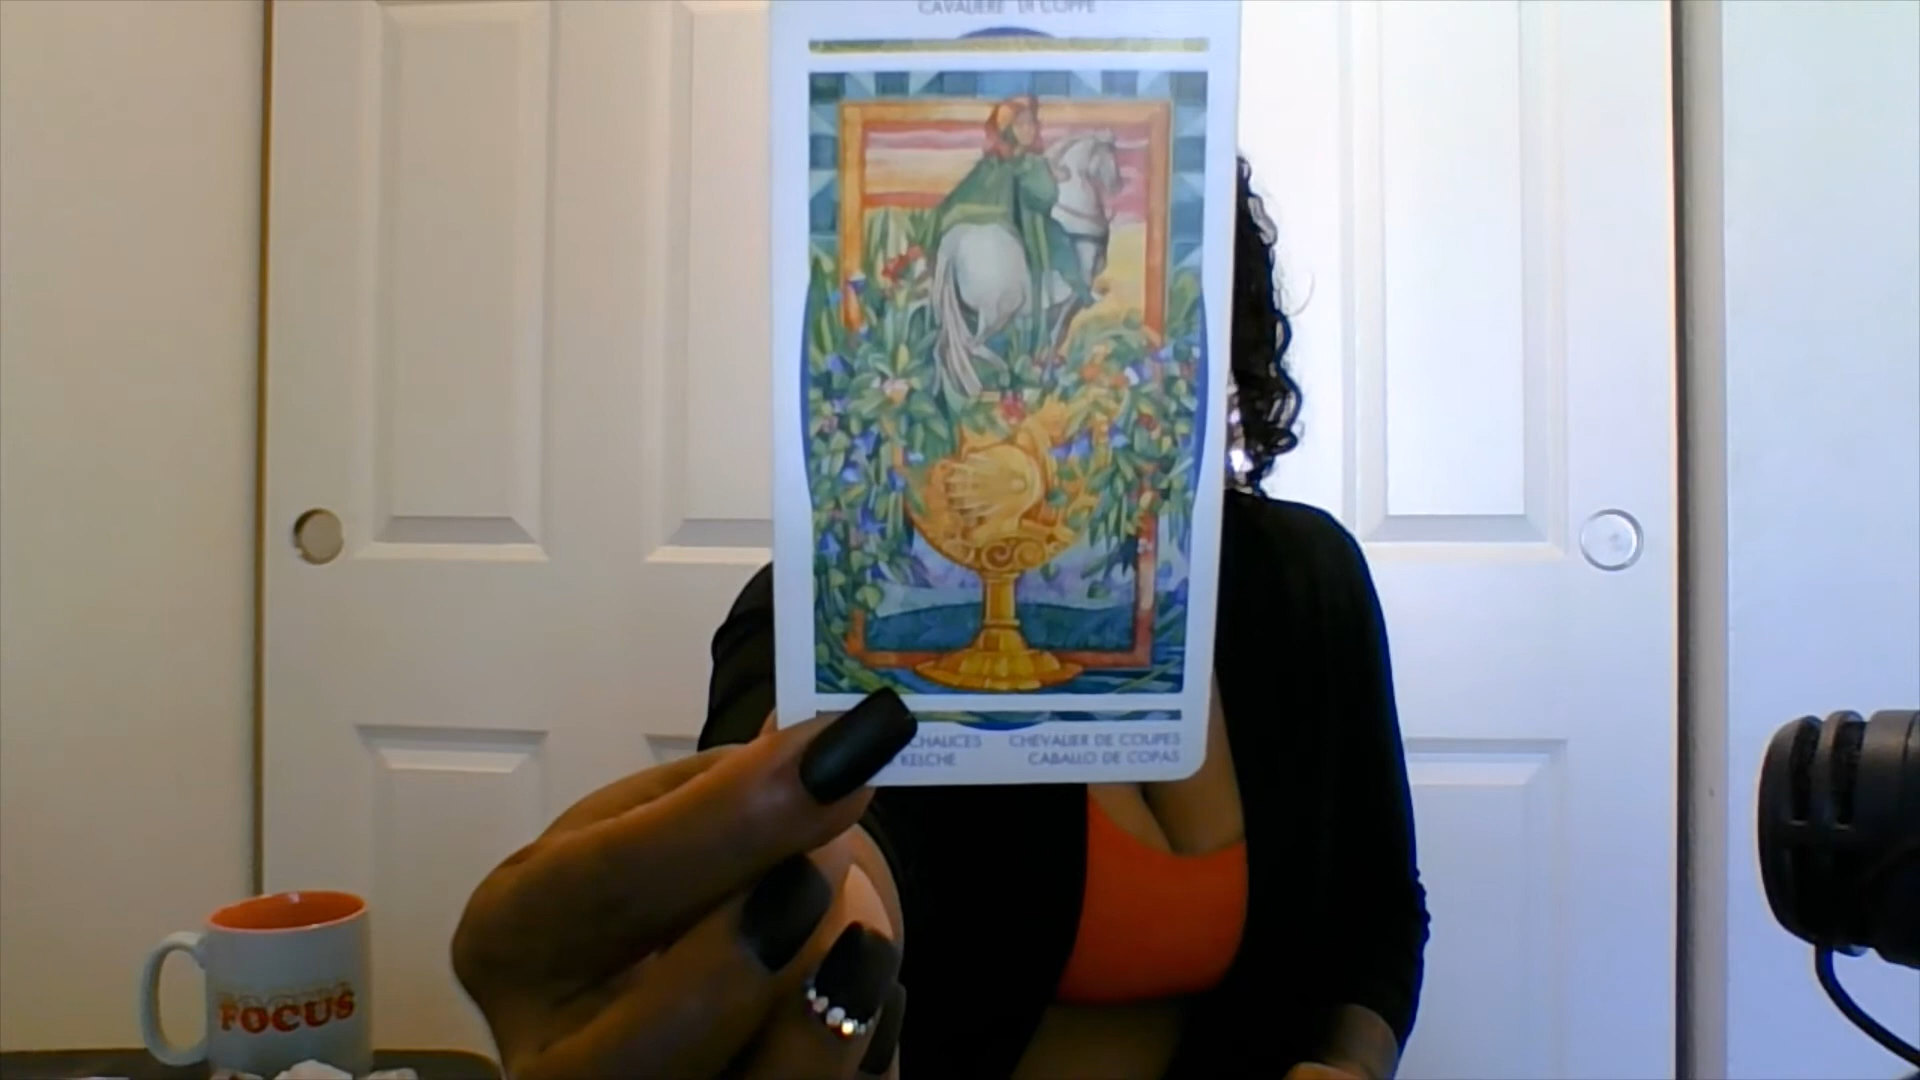 CAVALIERE DI COPPE
CHALICES CHEVALIER DE COUPES
KELCHE CABALLO DE COPAS
FOCUS